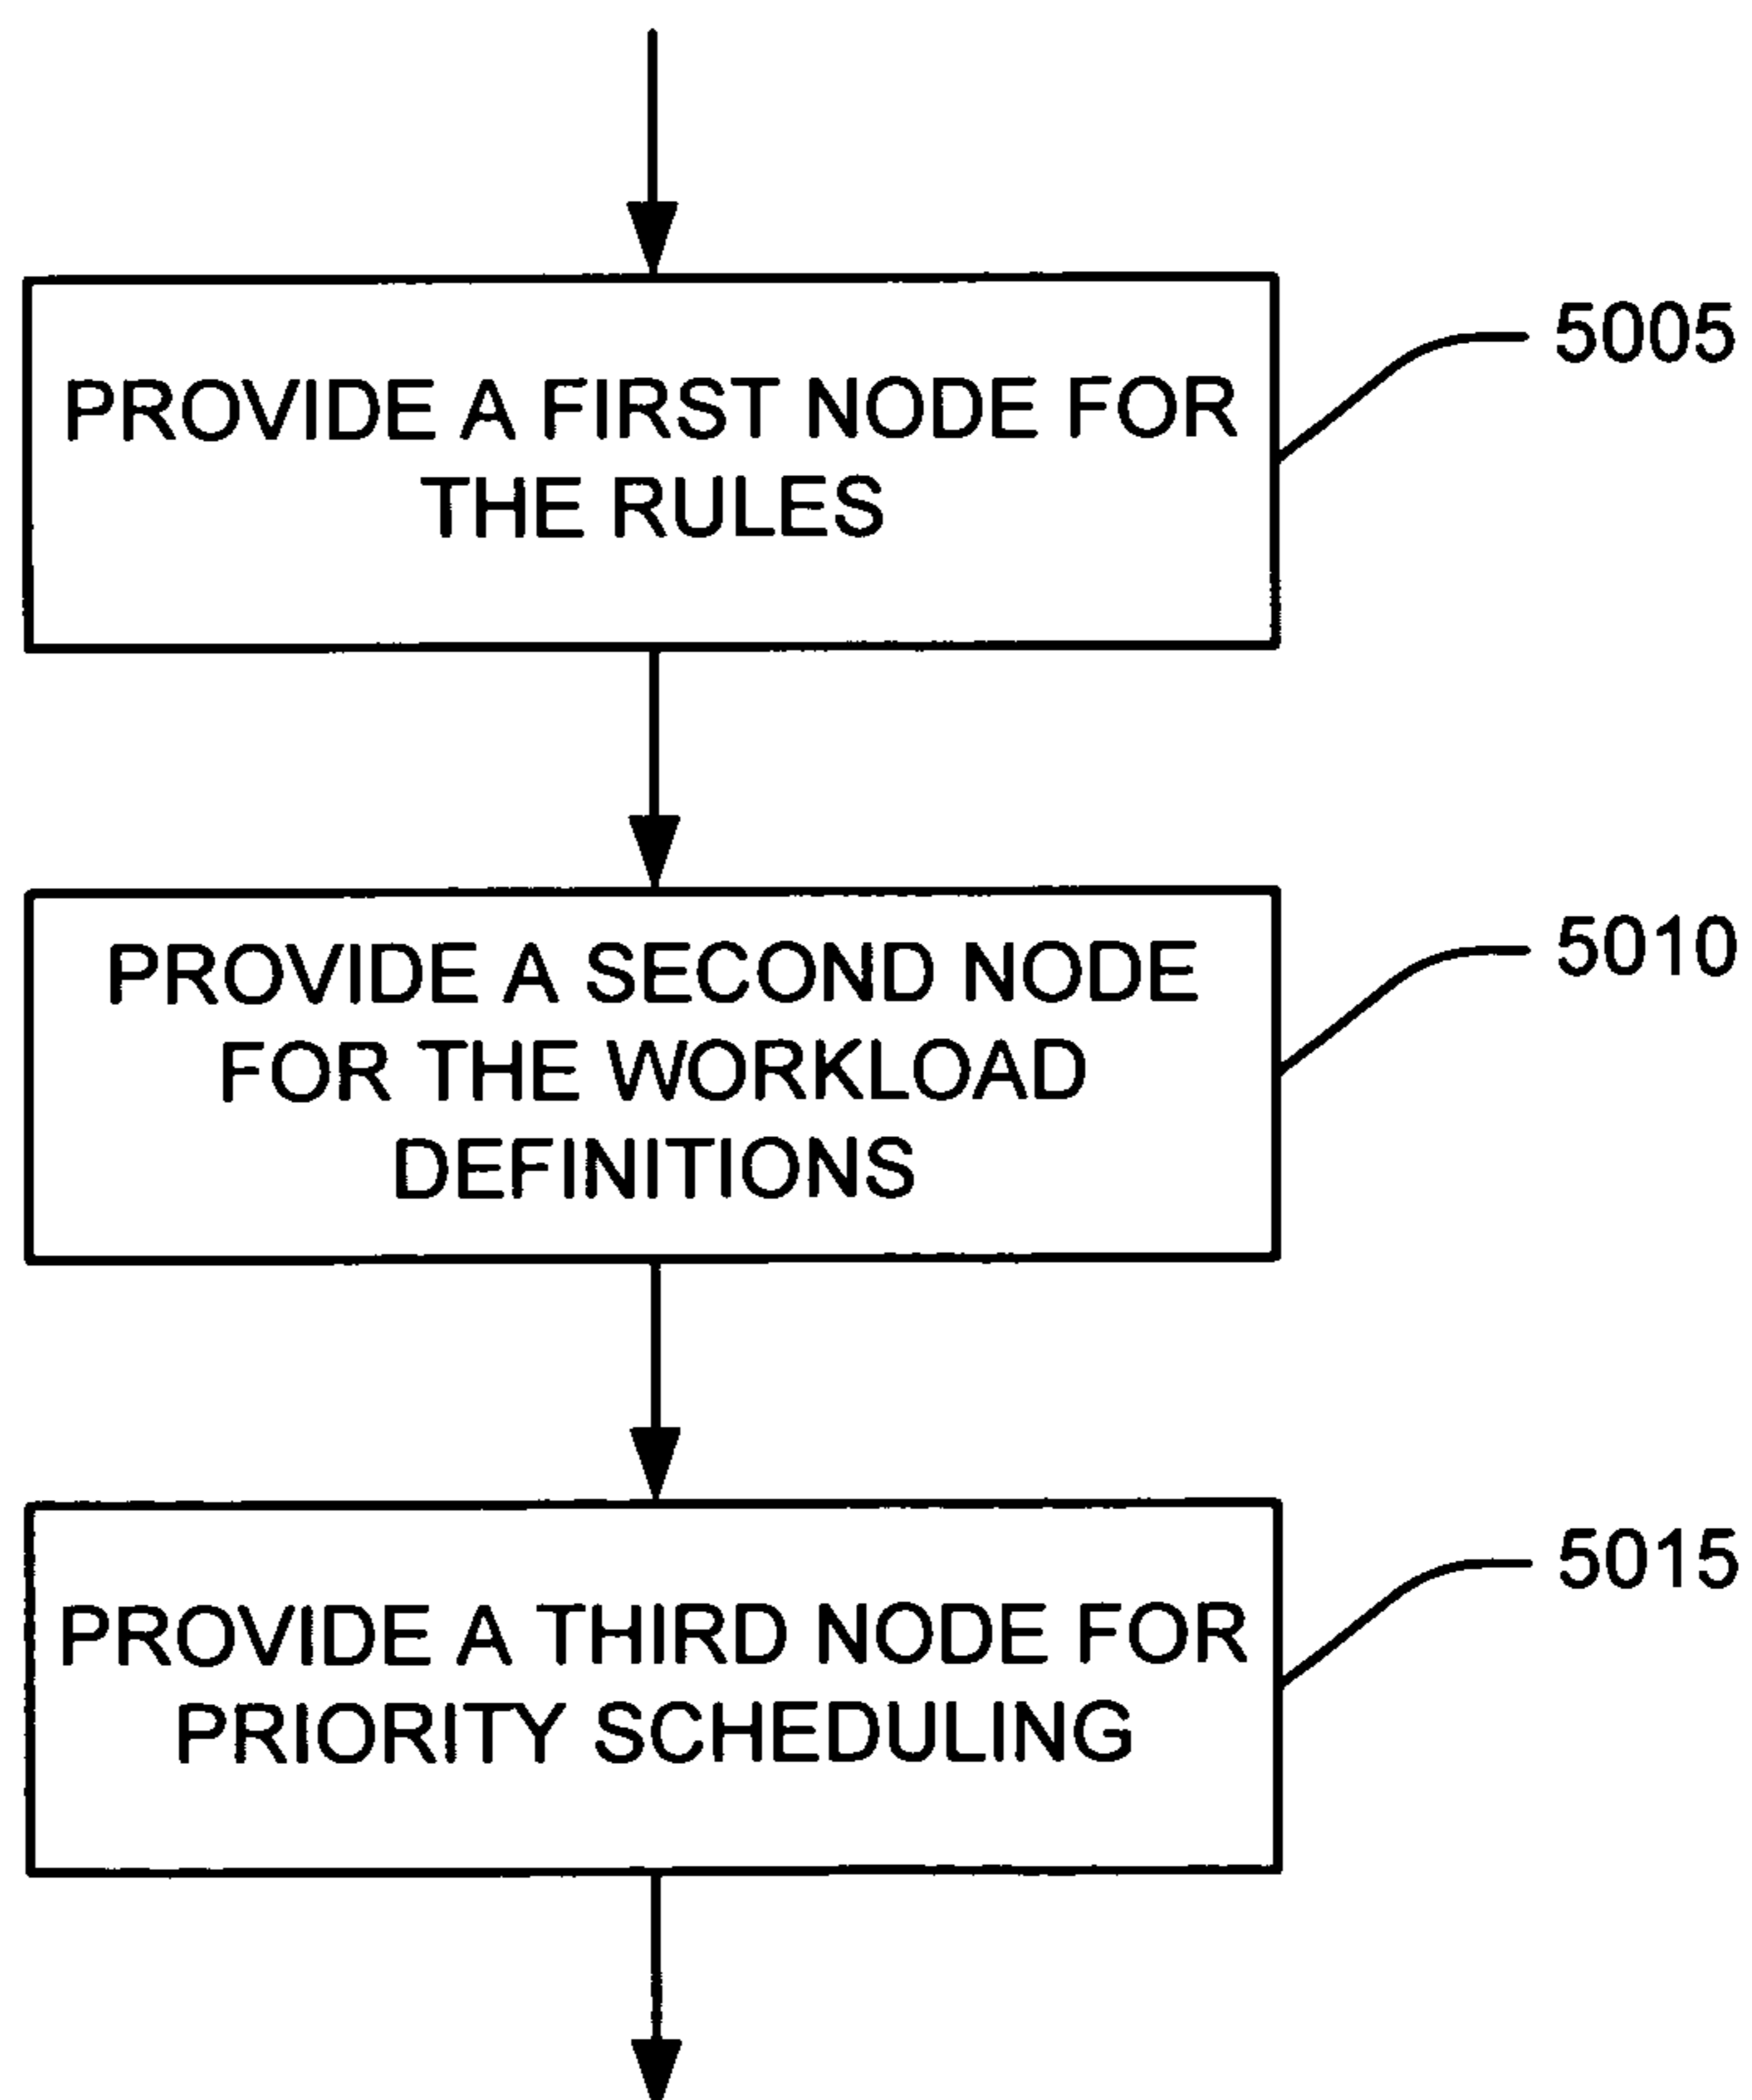 PROVIDE A FIRST NODE FOR
THE RULES
5005
PROVIDE A SECOND NODE
FOR THE WORKLOAD
DEFINITIONS
5010
PROVIDE A THIRD NODE FOR
PRIORITY SCHEDULING
5015